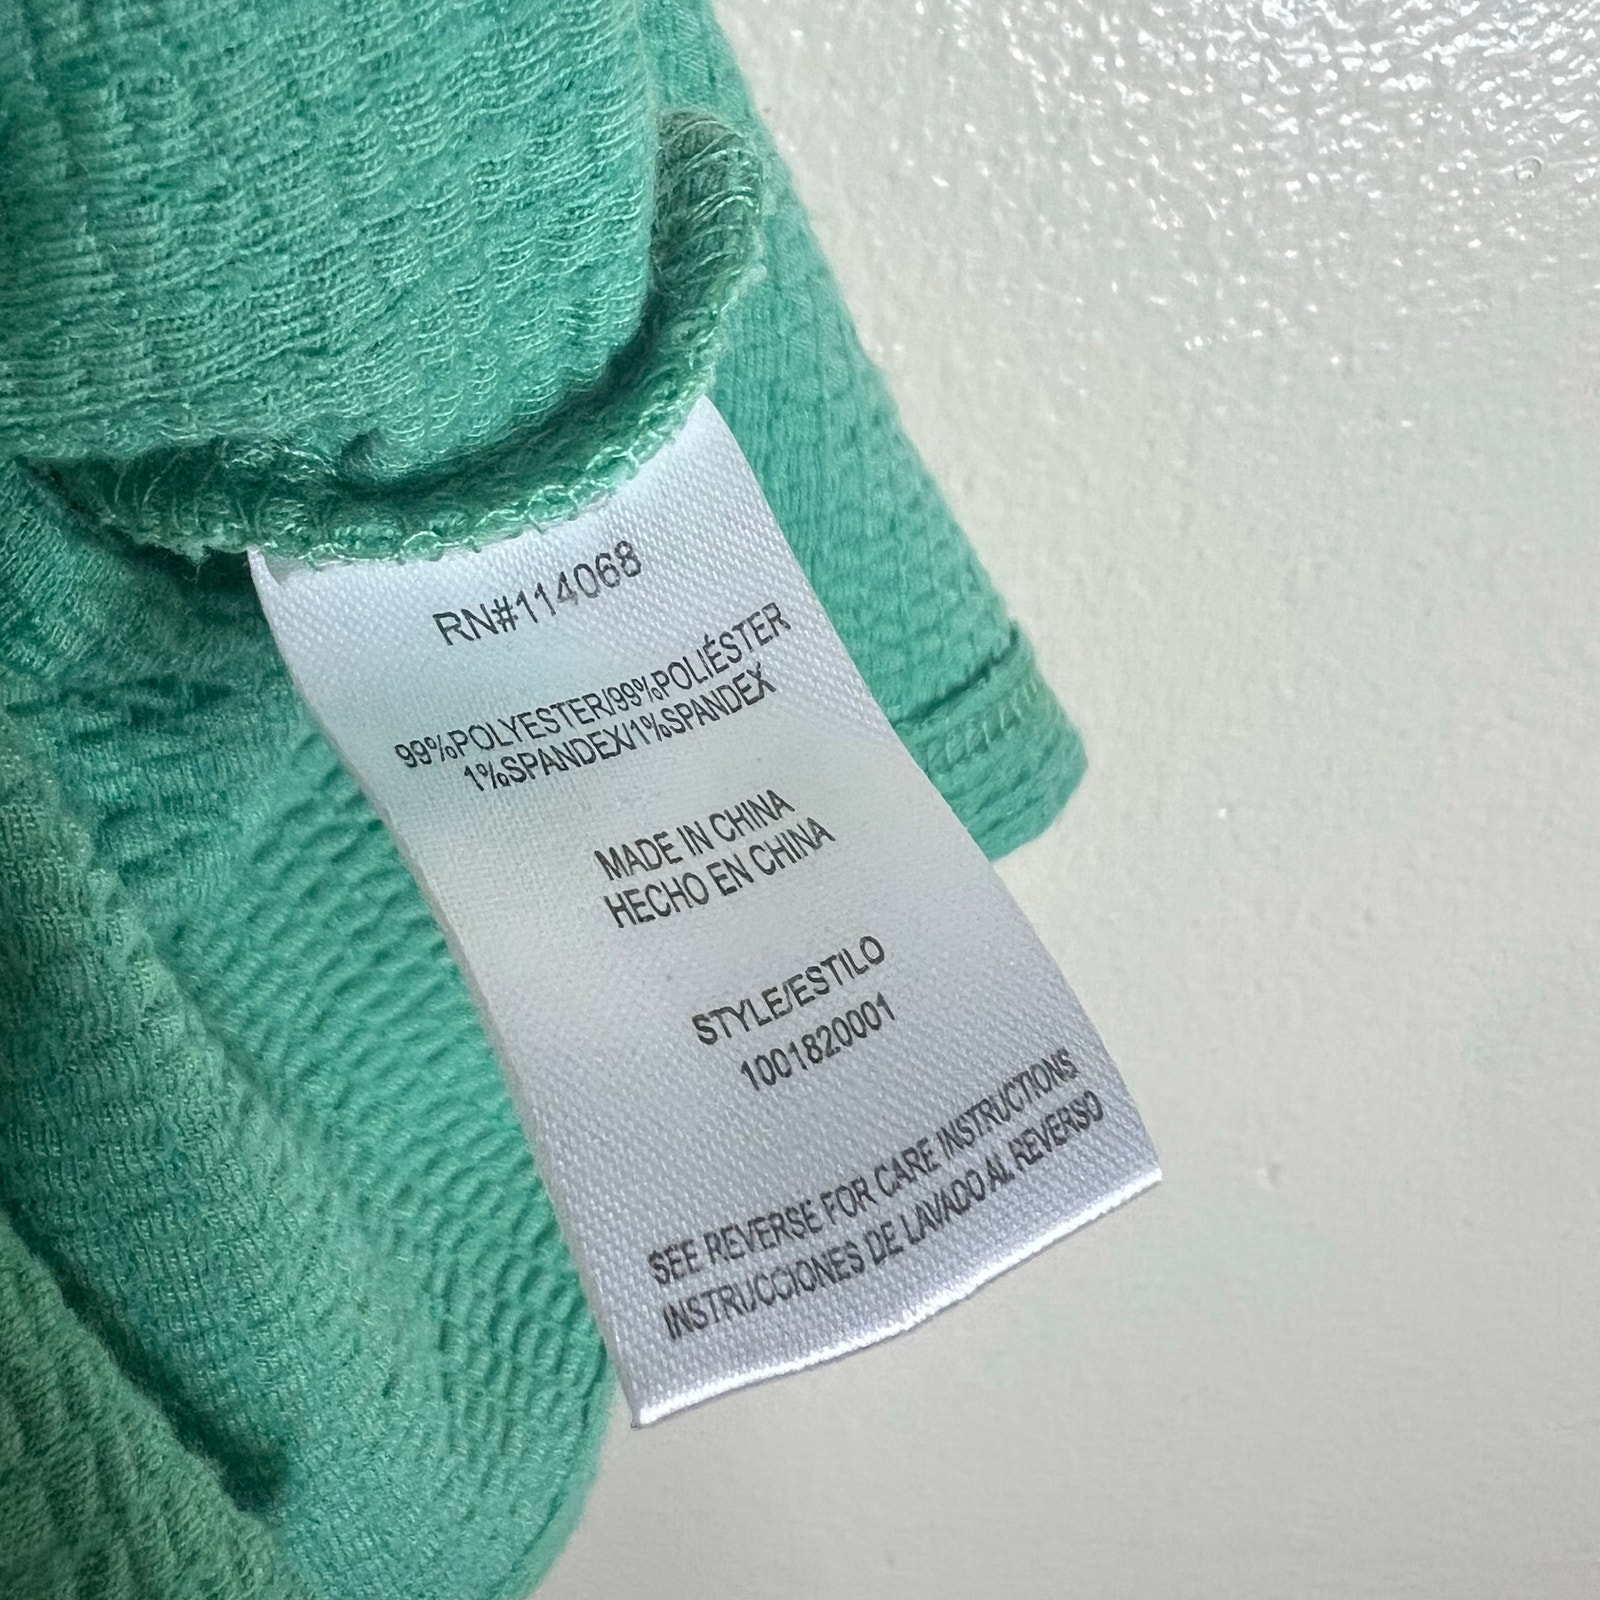 RN#114068
99%POLYESTER/99%POLIÉSTER
1%SPANDEX/1%SPANDEX
MADE IN CHINA
HECHO EN CHINA
STYLE/ESTILO
1001820001
SEE REVERSE FOR CARE INSTRUCTIONS
INSTRUCCIONES DE LAVADO AL REVERSO